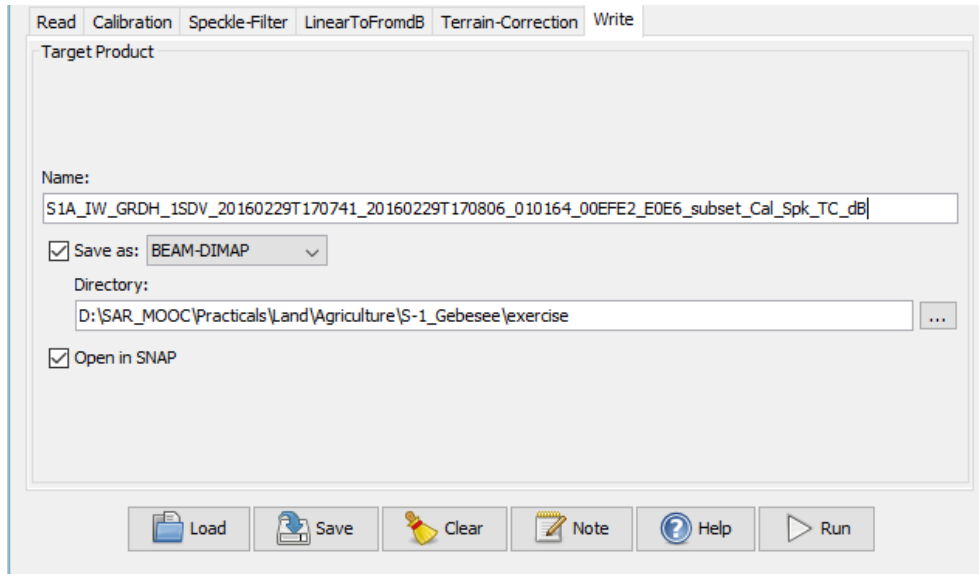 Read Calibration Speckle-Filter LinearToFromdB Terrain-Correction Write
Target Product
Name:
S1A_IW_GRDH_1SDV_20160229T170741_20160229T170806_010164_00EFE2_E0E6_subset_Cal_Spk_TC_dB
Save as: BEAM-DIMAP
Directory:
D:\SAR_MOOC\Practicals\Land\Agriculture\S-1_Gebesee\exercise ...
Open in SNAP
Load Save Clear Note Help Run